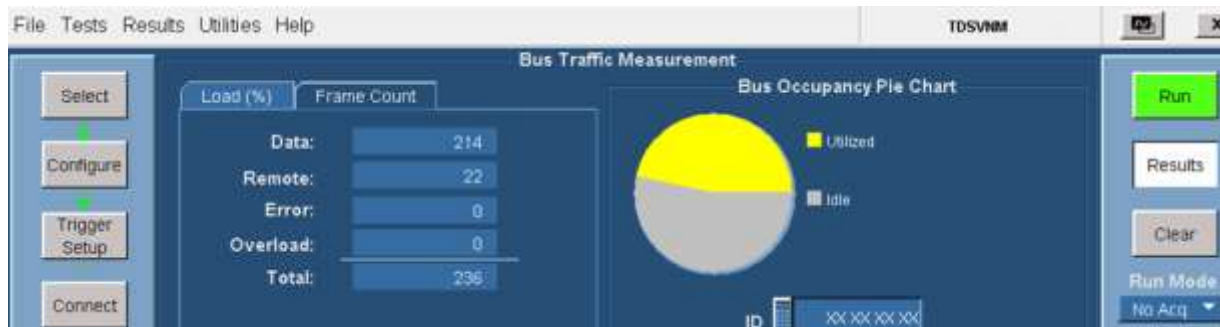 File Tests Results Utilities Help
TDSVNM
Bus Traffic Measurement
Select
Configure
Trigger
Setup
Connect
Load (%)
Frame Count
Data: 214
Remote: 22
Error: 0
Overload: 0
Total: 236
Bus Occupancy Pie Chart
Utilized
Idle
ID XX XX XX XX
Run
Results
Clear
Run Mode
No Acq